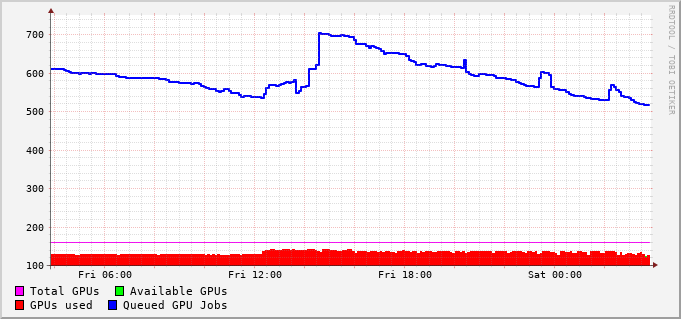 700
600
500
400
300
200
100
Fri 06:00 Fri 12:00 Fri 18:00 Sat 00:00
Total GPUs Available GPUs
GPUs used Queued GPU Jobs
RRDTOOL / TOBI OETIKER